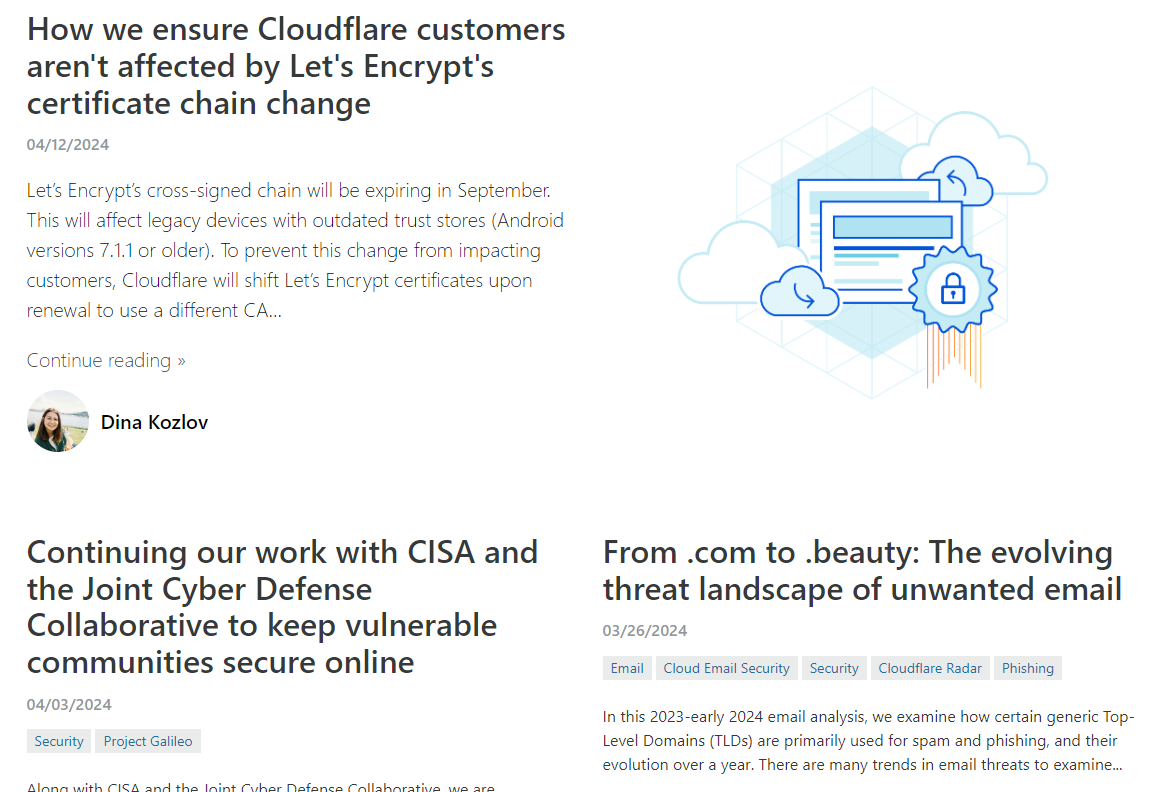 How we ensure Cloudflare customers
aren't affected by Let's Encrypt's
certificate chain change
04/12/2024
Let’s Encrypt’s cross-signed chain will be expiring in September.
This will affect legacy devices with outdated trust stores (Android
versions 7.1.1 or older). To prevent this change from impacting
customers, Cloudflare will shift Let’s Encrypt certificates upon
renewal to use a different CA...
Continue reading »
Dina Kozlov
Continuing our work with CISA and
the Joint Cyber Defense
Collaborative to keep vulnerable
communities secure online
04/03/2024
Security Project Galileo
Along with CISA and the Joint Cyber Defense Collaborative, we are
From .com to .beauty: The evolving
threat landscape of unwanted email
03/26/2024
Email Cloud Email Security Security Cloudflare Radar Phishing
In this 2023-early 2024 email analysis, we examine how certain generic Top-
Level Domains (TLDs) are primarily used for spam and phishing, and their
evolution over a year. There are many trends in email threats to examine...